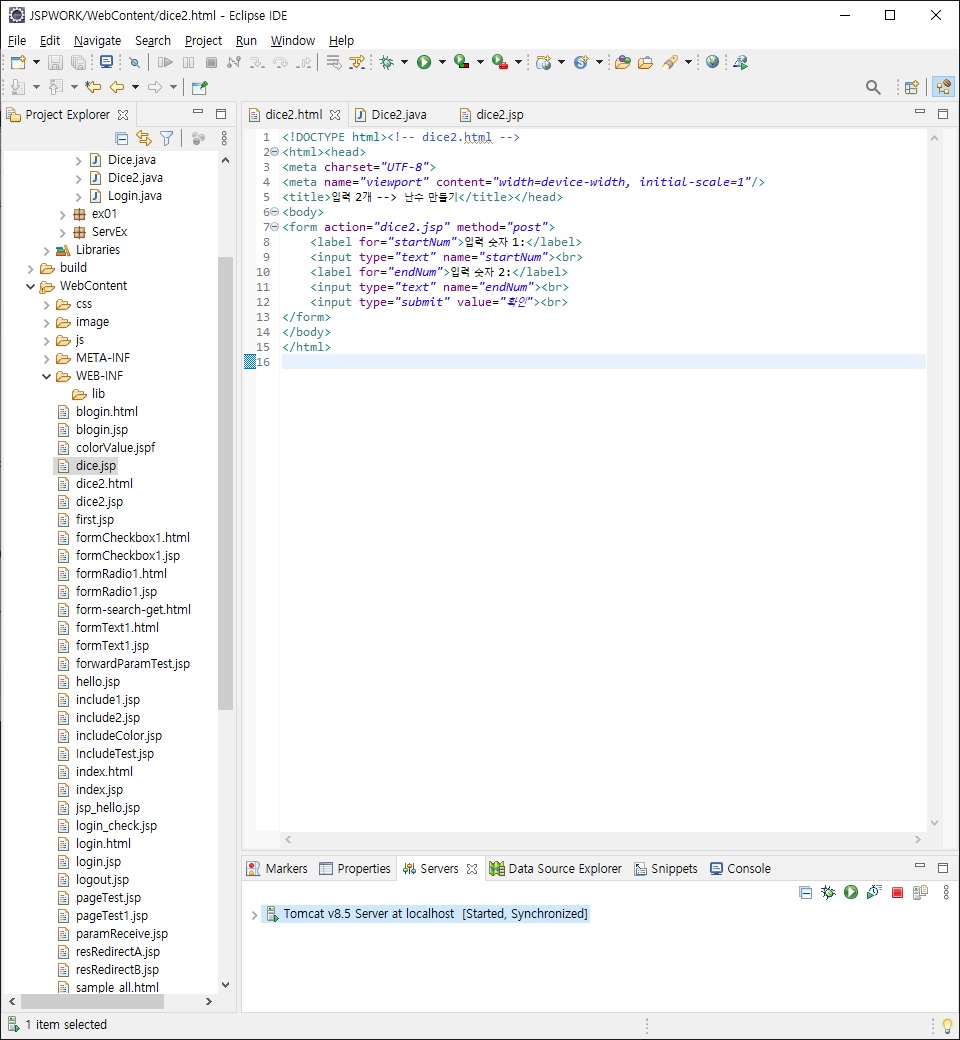 JSPWORK/WebContent/dice2.html - Eclipse IDE
File Edit Navigate Search Project Run Window Help
Project Explorer
Dice.java
Dice2.java
Login.java
ex01
ServEx
Libraries
build
WebContent
css
image
js
META-INF
WEB-INF
lib
blogin.html
blogin.jsp
colorValue.jspf
dice.jsp
dice2.html
dice2.jsp
first.jsp
formCheckbox1.html
formCheckbox1.jsp
formRadio1.html
formRadio1.jsp
form-search-get.html
formText1.html
formText1.jsp
forwardParamTest.jsp
hello.jsp
include1.jsp
include2.jsp
includeColor.jsp
IncludeTest.jsp
index.html
index.jsp
jsp_hello.jsp
login_check.jsp
login.html
login.jsp
logout.jsp
pageTest.jsp
pageTest1.jsp
paramReceive.jsp
resRedirectA.jsp
resRedirectB.jsp
sample_all.html
dice2.html Dice2.java dice2.jsp
1 <!DOCTYPE html><!-- dice2.html -->
2 <html><head>
3 <meta charset="UTF-8">
4 <meta name="viewport" content="width=device-width, initial-scale=1"/>
5 <title>입력 2개 --> 난수 만들기</title></head>
6 <body>
7 <form action="dice2.jsp" method="post">
8 <label for="startNum">입력 숫자 1:</label>
9 <input type="text" name="startNum"><br>
10 <label for="endNum">입력 숫자 2:</label>
11 <input type="text" name="endNum"><br>
12 <input type="submit" value="확인"><br>
13 </form>
14 </body>
15 </html>
16
Markers Properties Servers Data Source Explorer Snippets Console
Tomcat v8.5 Server at localhost [Started, Synchronized]
1 item selected